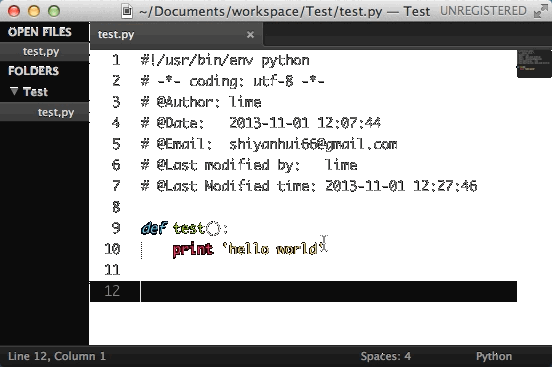 ~/Documents/workspace/Test/test.py — Test
UNREGISTERED
OPEN FILES
test.py
FOLDERS
Test
test.py
test.py ×
1 #!/usr/bin/env python
2 # -*- coding: utf-8 -*-
3 # @Author: lime
4 # @Date:   2013-11-01 12:07:44
5 # @Email:  shiyanhui66@gmail.com
6 # @Last modified by:   lime
7 # @Last Modified time: 2013-11-01 12:27:46
8
9 def test():
10     print 'hello world'
11
12
Line 12, Column 1
Spaces: 4
Python